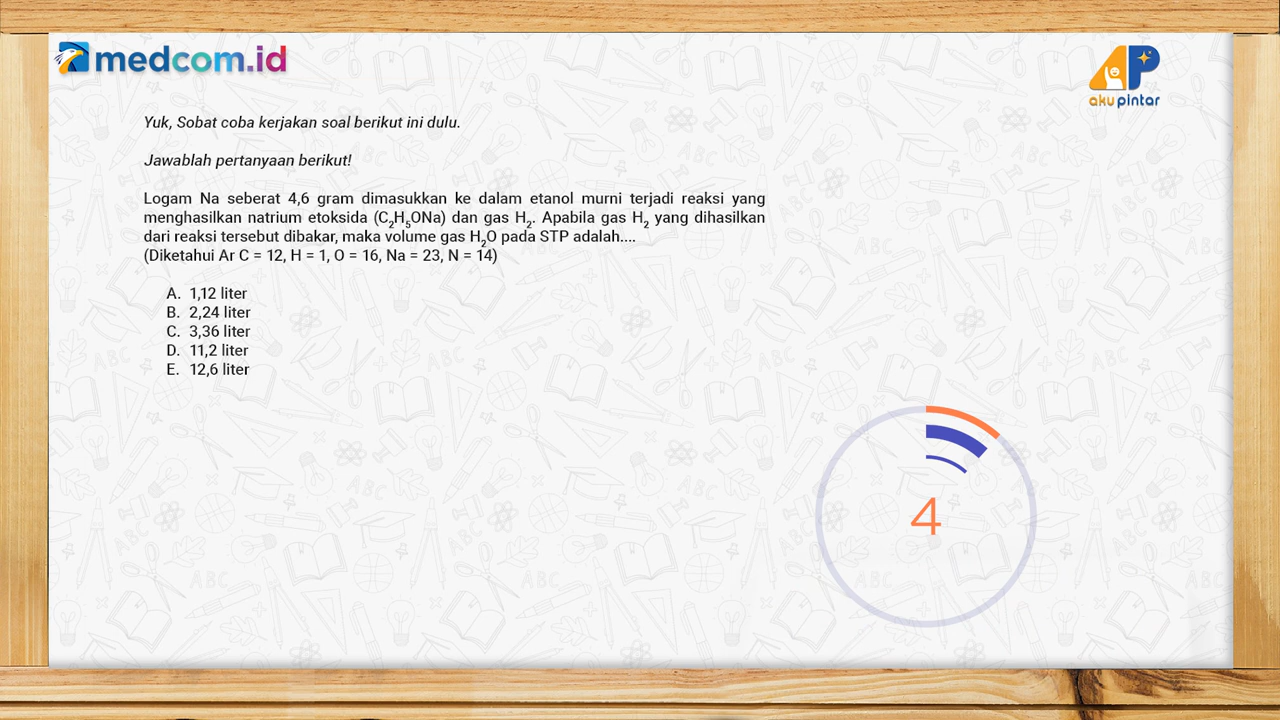 medcom.id
AP
aku pintar
Yuk, Sobat coba kerjakan soal berikut ini dulu.
Jawablah pertanyaan berikut!
Logam Na seberat 4,6 gram dimasukkan ke dalam etanol murni terjadi reaksi yang
menghasilkan natrium etoksida (C₂H₅ONa) dan gas H₂. Apabila gas H₂ yang dihasilkan
dari reaksi tersebut dibakar, maka volume gas H₂O pada STP adalah....
(Diketahui Ar C = 12, H = 1, O = 16, Na = 23, N = 14)
A. 1,12 liter
B. 2,24 liter
C. 3,36 liter
D. 11,2 liter
E. 12,6 liter
4